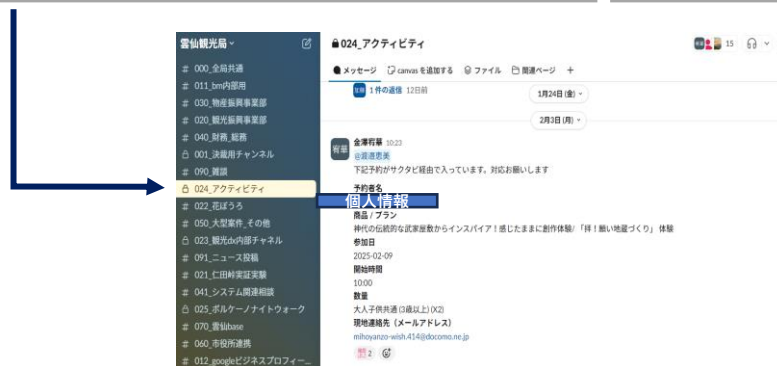 雲仙観光局
# 000_全局共通
# 011_bm内部用
# 030_物産振興事業部
# 020_観光振興事業部
# 040_財務_総務
001_決裁用チャンネル
# 090_雑談
024_アクティビティ
# 022_花ぼうろ
# 050_大型案件_その他
023_観光dx内部チャネル
# 091_ニュース投稿
# 021_仁田峠実証実験
# 041_システム関連相談
025_ボルケーノナイトウォーク
# 070_雲仙base
# 060_市役所連携
# 012_googleビジネスプロフィー...
024_アクティビティ
15
メッセージ canvas を追加する ファイル 関連ページ +
1 件の返信 12日前
1月24日 (金)
2月3日 (月)
金澤宥華 10:23
@渡邉恵美
下記予約がサクタビ経由で入っています。対応お願いします
予約者名
個人情報
商品 / プラン
神代の伝統的な武家屋敷からインスパイア！感じたままに創作体験/ 「拝！願い地蔵づくり」 体験
参加日
2025-02-09
開始時間
10:00
数量
大人子供共通 (3歳以上) (X2)
現地連絡先（メールアドレス）
mihoyanzo-wish.414@docomo.ne.jp
2